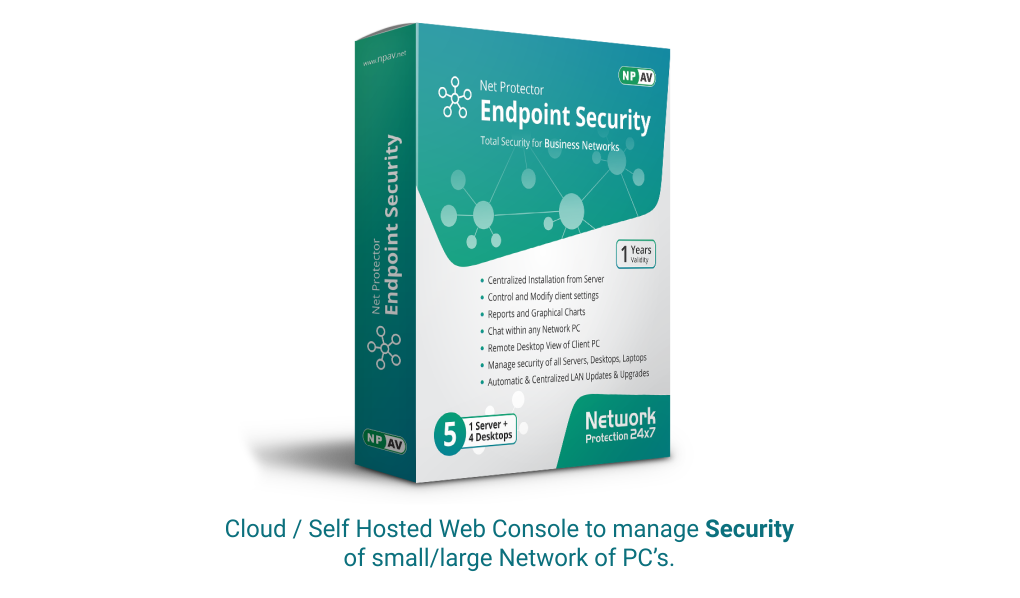 www.npav.net
Net Protector
Endpoint Security
NP AV
NP AV
Net Protector
Endpoint Security
Total Security for Business Networks
1 Years
Validity
• Centralized Installation from Server
• Control and Modify client settings
• Reports and Graphical Charts
• Chat within any Network PC
• Remote Desktop View of Client PC
• Manage security of all Servers, Desktops, Laptops
• Automatic & Centralized LAN Updates & Upgrades
5 1 Server +
4 Desktops
Network
Protection 24x7
Cloud / Self Hosted Web Console to manage Security
of small/large Network of PC’s.